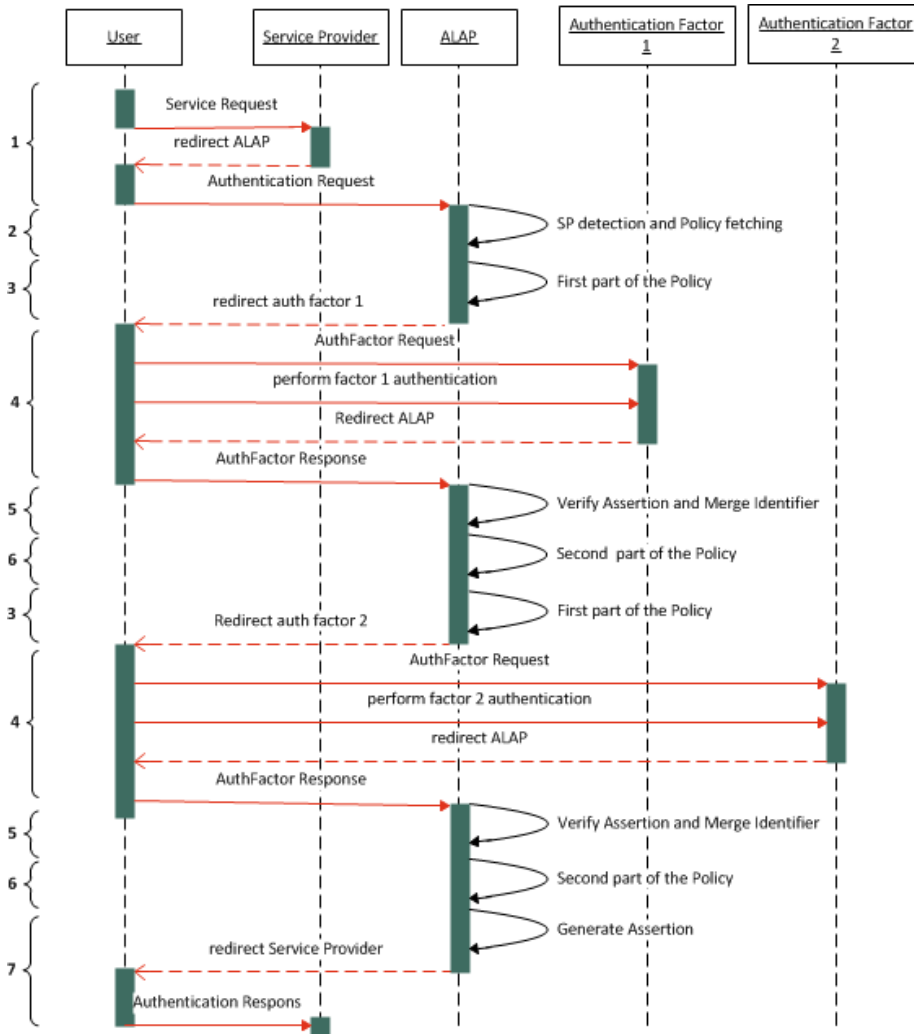 User
Service Provider
ALAP
Authentication Factor
1
Authentication Factor
2
1
Service Request
redirect ALAP
Authentication Request
2
SP detection and Policy fetching
3
First part of the Policy
redirect auth factor 1
4
AuthFactor Request
perform factor 1 authentication
Redirect ALAP
AuthFactor Response
5
Verify Assertion and Merge Identifier
6
Second part of the Policy
3
First part of the Policy
Redirect auth factor 2
4
AuthFactor Request
perform factor 2 authentication
redirect ALAP
AuthFactor Response
5
Verify Assertion and Merge Identifier
6
Second part of the Policy
7
Generate Assertion
redirect Service Provider
Authentication Respons